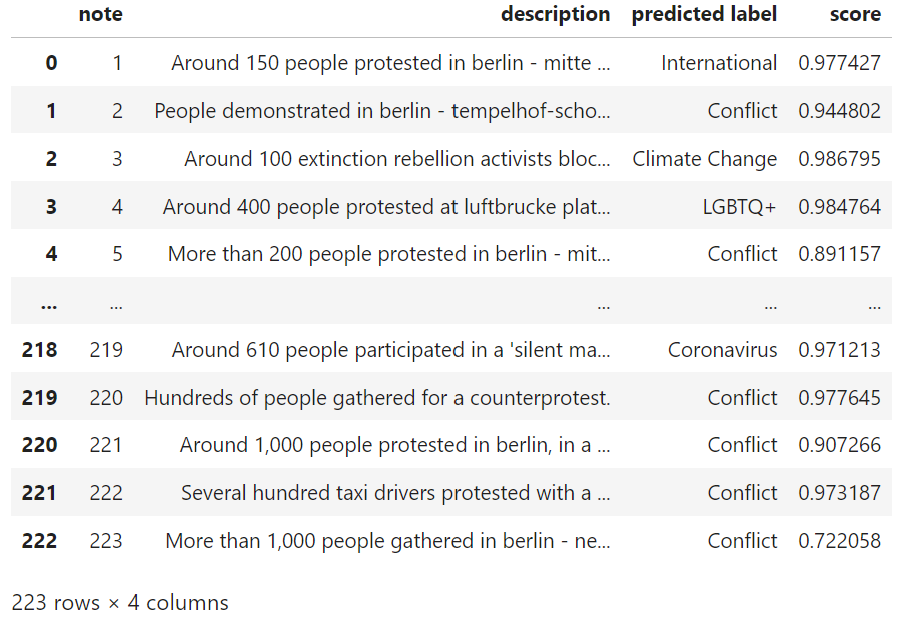 note description predicted label score
0 1 Around 150 people protested in berlin - mitte ... International 0.977427
1 2 People demonstrated in berlin - tempelhof-scho... Conflict 0.944802
2 3 Around 100 extinction rebellion activists bloc... Climate Change 0.986795
3 4 Around 400 people protested at luftbrucke plat... LGBTQ+ 0.984764
4 5 More than 200 people protested in berlin - mit... Conflict 0.891157
... ... ... ... ...
218 219 Around 610 people participated in a 'silent ma... Coronavirus 0.971213
219 220 Hundreds of people gathered for a counterprotest. Conflict 0.977645
220 221 Around 1,000 people protested in berlin, in a ... Conflict 0.907266
221 222 Several hundred taxi drivers protested with a ... Conflict 0.973187
222 223 More than 1,000 people gathered in berlin - ne... Conflict 0.722058
223 rows × 4 columns